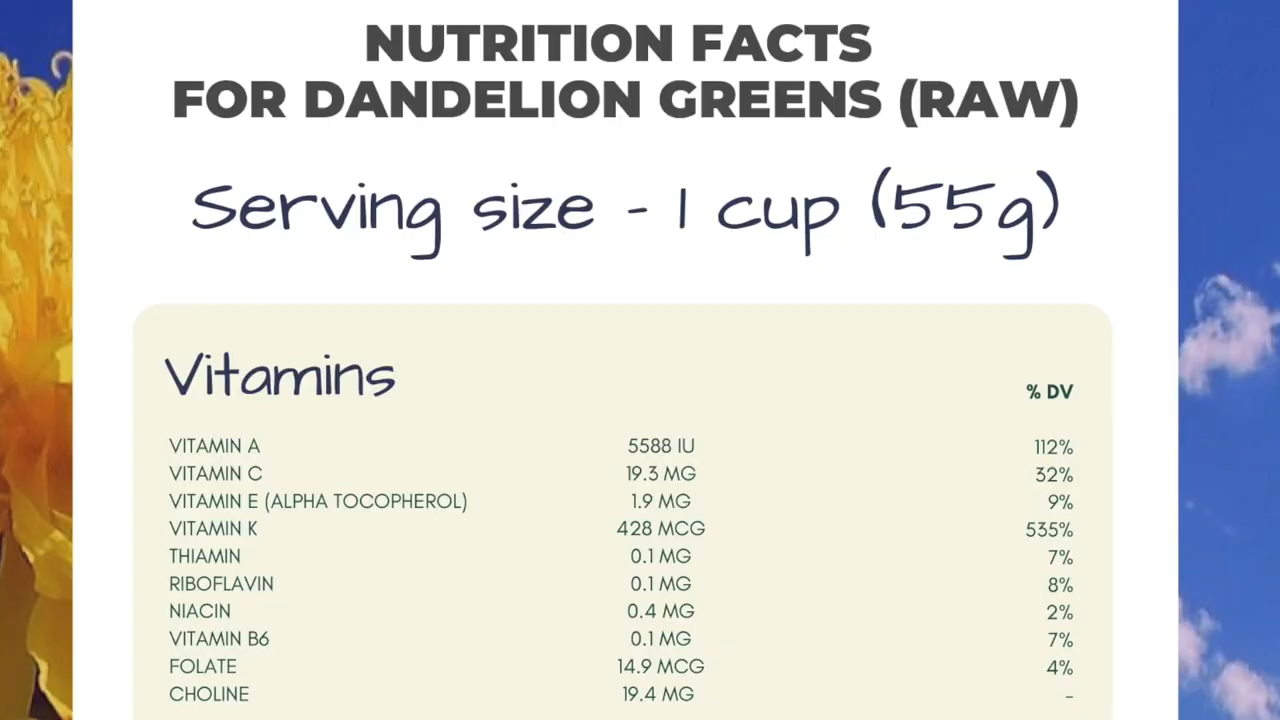 NUTRITION FACTS
FOR DANDELION GREENS (RAW)
Serving size - 1 cup (55g)
Vitamins
% DV
VITAMIN A 5588 IU 112%
VITAMIN C 19.3 MG 32%
VITAMIN E (ALPHA TOCOPHEROL) 1.9 MG 9%
VITAMIN K 428 MCG 535%
THIAMIN 0.1 MG 7%
RIBOFLAVIN 0.1 MG 8%
NIACIN 0.4 MG 2%
VITAMIN B6 0.1 MG 7%
FOLATE 14.9 MCG 4%
CHOLINE 19.4 MG -